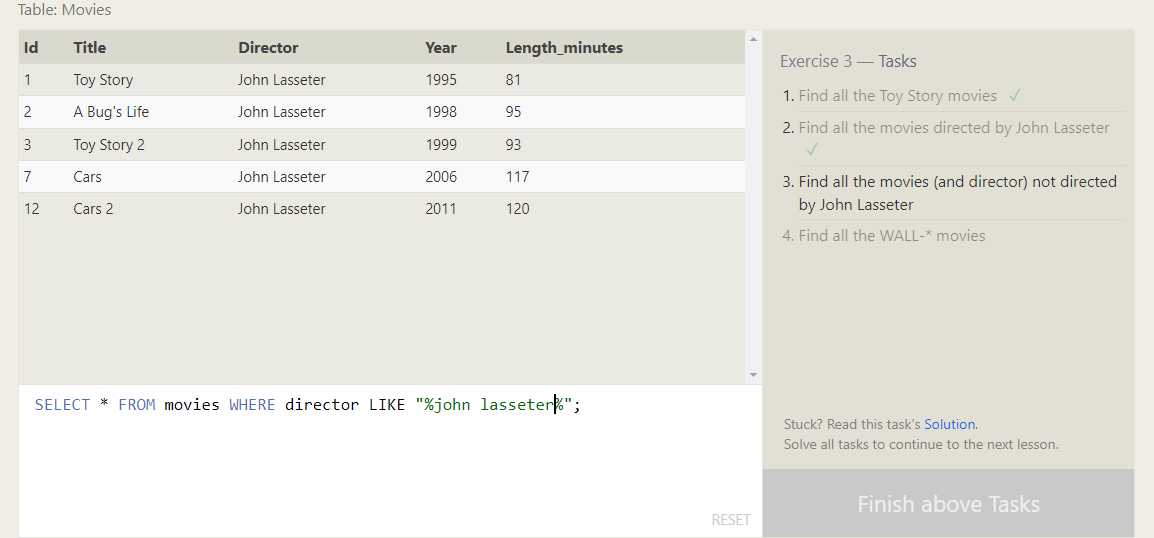 Table: Movies
Id Title Director Year Length_minutes
1 Toy Story John Lasseter 1995 81
2 A Bug's Life John Lasseter 1998 95
3 Toy Story 2 John Lasseter 1999 93
7 Cars John Lasseter 2006 117
12 Cars 2 John Lasseter 2011 120
SELECT * FROM movies WHERE director LIKE "%john lasseter%";
RESET
Exercise 3 — Tasks
1. Find all the Toy Story movies ✓
2. Find all the movies directed by John Lasseter
✓
3. Find all the movies (and director) not directed
by John Lasseter
4. Find all the WALL-* movies
Stuck? Read this task's Solution.
Solve all tasks to continue to the next lesson.
Finish above Tasks